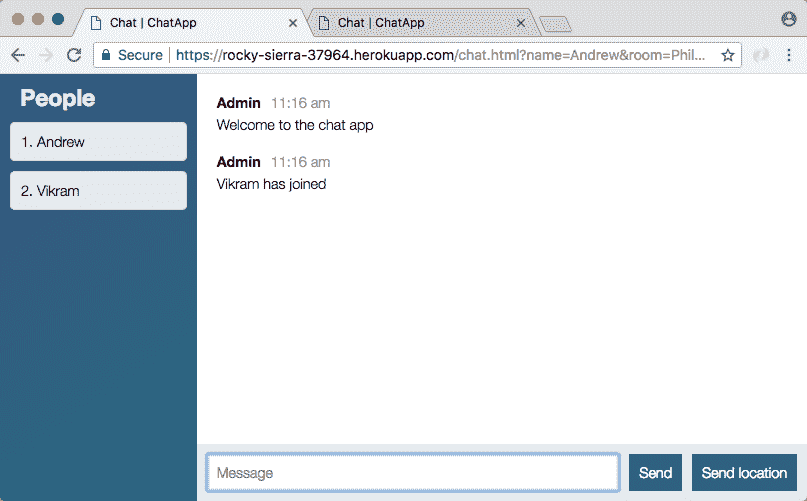 Chat | ChatApp
Chat | ChatApp
Secure
https://rocky-sierra-37964.herokuapp.com/chat.html?name=Andrew&room=Phil...
People
1. Andrew
2. Vikram
Admin 11:16 am
Welcome to the chat app
Admin 11:16 am
Vikram has joined
Message
Send
Send location